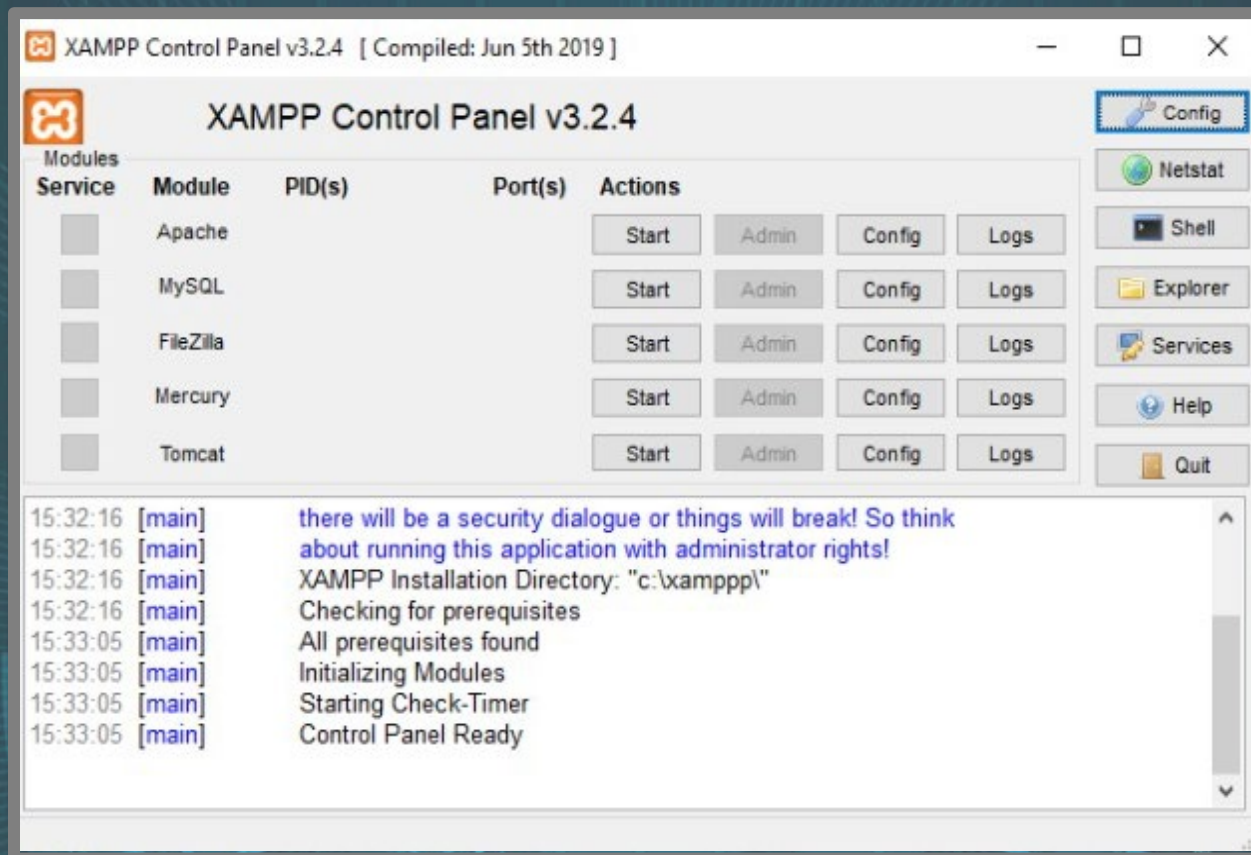 XAMPP Control Panel v3.2.4 [ Compiled: Jun 5th 2019 ]
XAMPP Control Panel v3.2.4
Config
Modules
Service Module PID(s) Port(s) Actions
Netstat
Apache Start Admin Config Logs
Shell
MySQL Start Admin Config Logs
Explorer
FileZilla Start Admin Config Logs
Services
Mercury Start Admin Config Logs
Help
Tomcat Start Admin Config Logs
Quit
15:32:16 [main] there will be a security dialogue or things will break! So think
15:32:16 [main] about running this application with administrator rights!
15:32:16 [main] XAMPP Installation Directory: "c:\xamppp\"
15:32:16 [main] Checking for prerequisites
15:33:05 [main] All prerequisites found
15:33:05 [main] Initializing Modules
15:33:05 [main] Starting Check-Timer
15:33:05 [main] Control Panel Ready